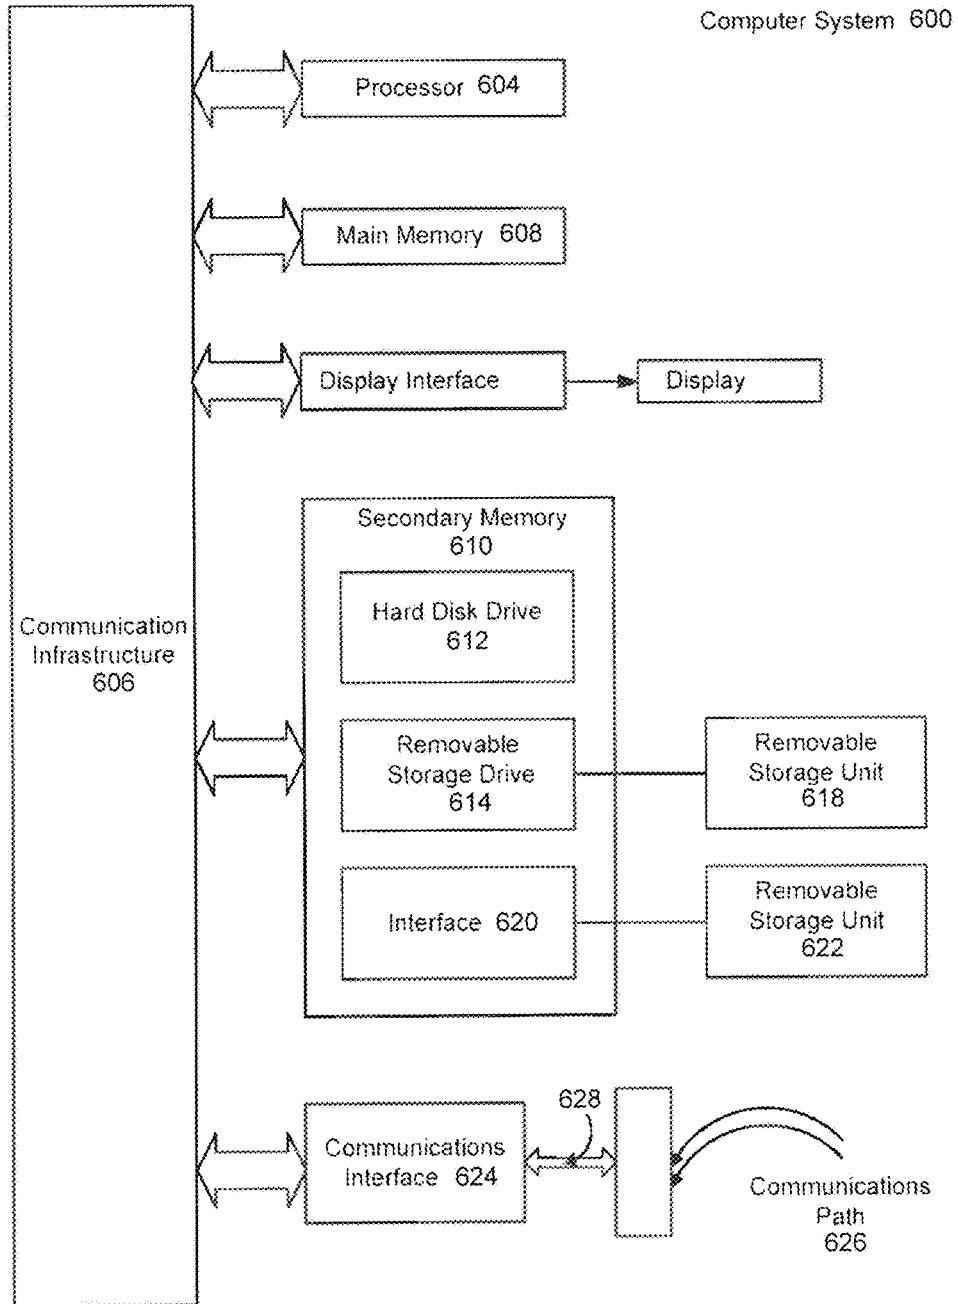 Computer System 600
Processor 604
Main Memory 608
Display Interface
Display
Secondary Memory
610
Hard Disk Drive
612
Communication
Infrastructure
606
Removable
Storage Drive
614
Removable
Storage Unit
618
Interface 620
Removable
Storage Unit
622
628
Communications
Interface 624
Communications
Path
626